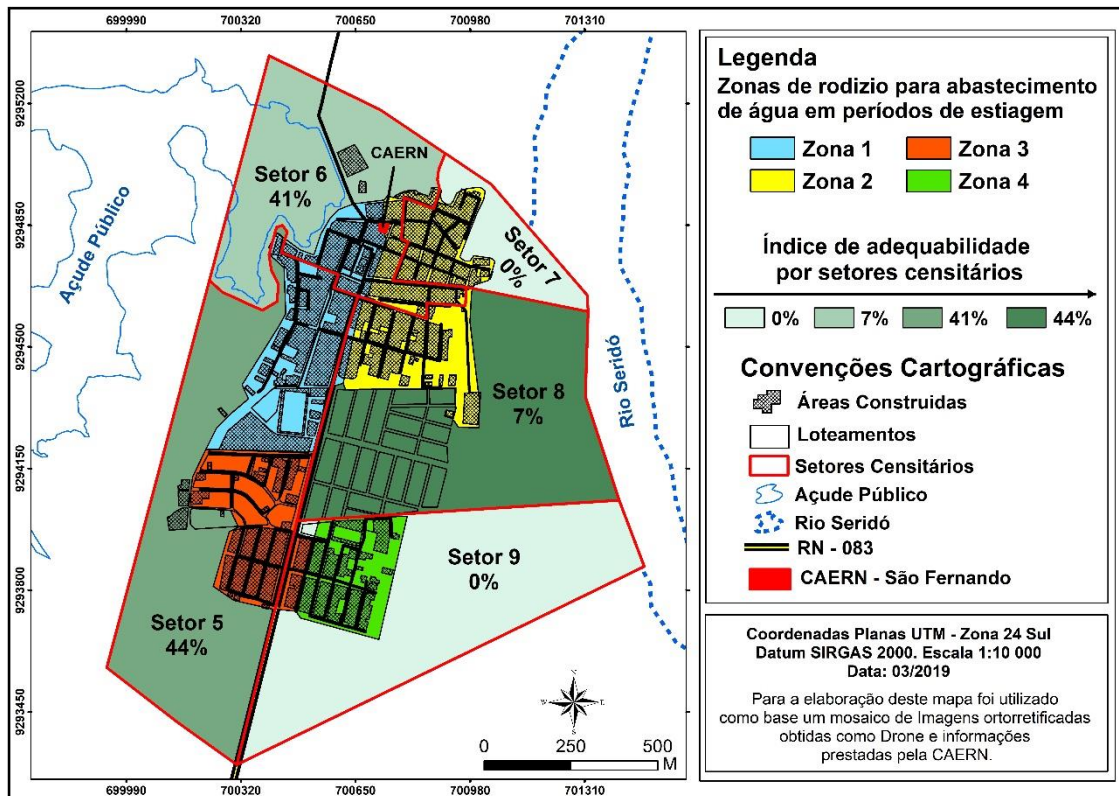 699990 700320 700650 700980 701310
9295200
9294850
9294500
9294150
9293800
9293450
Açude Público
Setor 6
41%
CAERN
Setor 7
0%
Rio Seridó
Setor 8
7%
Setor 9
0%
Setor 5
44%
N
W E
S
0 250 500
M
699990 700320 700650 700980 701310
Legenda
Zonas de rodizio para abastecimento
de água em períodos de estiagem
Zona 1 Zona 3
Zona 2 Zona 4
Índice de adequabilidade
por setores censitários
0% 7% 41% 44%
Convenções Cartográficas
Áreas Construidas
Loteamentos
Setores Censitários
Açude Público
Rio Seridó
RN - 083
CAERN - São Fernando
Coordenadas Planas UTM - Zona 24 Sul
Datum SIRGAS 2000. Escala 1:10 000
Data: 03/2019
Para a elaboração deste mapa foi utilizado
como base um mosaico de Imagens ortorretificadas
obtidas como Drone e informações
prestadas pela CAERN.